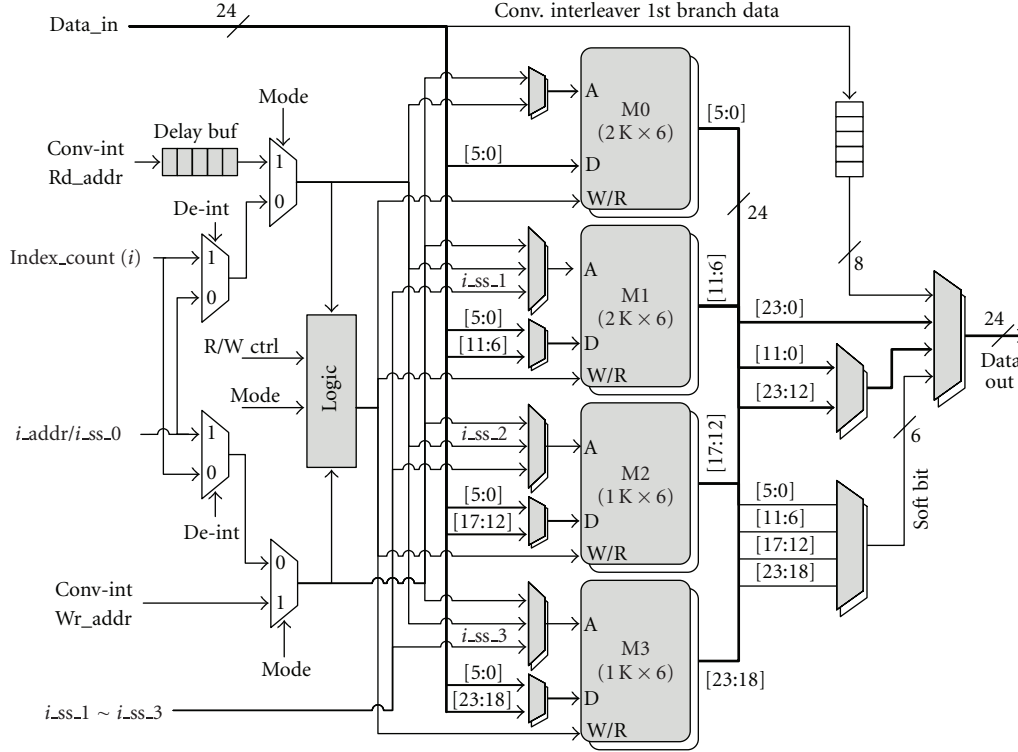 24
Conv. interleaver 1st branch data
Data_in
Mode
Delay buf
Conv-int
Rd_addr
1
0
De-int
Index_count (i)
1
0
R/W ctrl
Mode
Logic
i_addr/i_ss_0
1
0
De-int
0
1
Conv-int
Wr_addr
Mode
i_ss_1 ~ i_ss_3
A
M0
(2 K × 6)
[5:0]
D
W/R
[5:0]
24
A
i_ss_1
M1
(2 K × 6)
[5:0]
[11:6]
D
W/R
[11:6]
i_ss_2
A
M2
(1 K × 6)
[5:0]
[17:12]
D
W/R
[17:12]
A
i_ss_3
M3
(1 K × 6)
[5:0]
[23:18]
D
W/R
[23:18]
8
[23:0]
[11:0]
[23:12]
24
Data
out
6
Soft bit
[5:0]
[11:6]
[17:12]
[23:18]